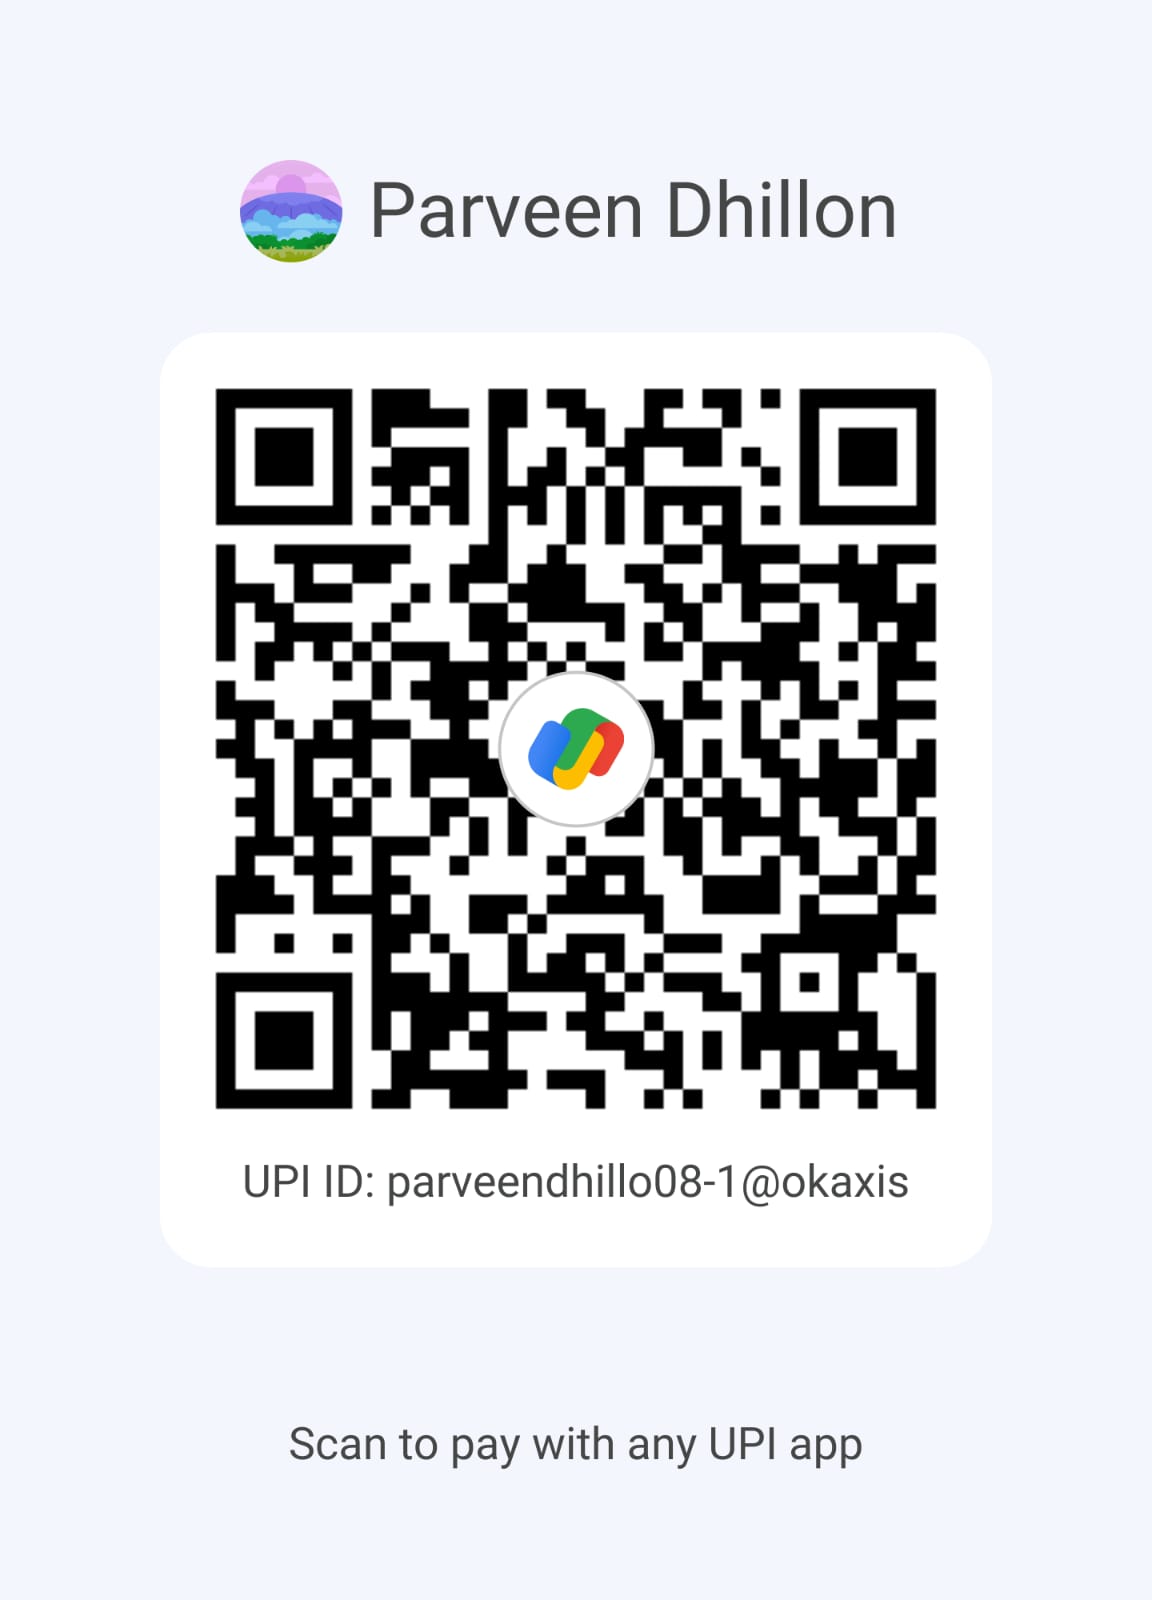 Parveen Dhillon
UPI ID: parveendhillo08-1@okaxis
Scan to pay with any UPI app